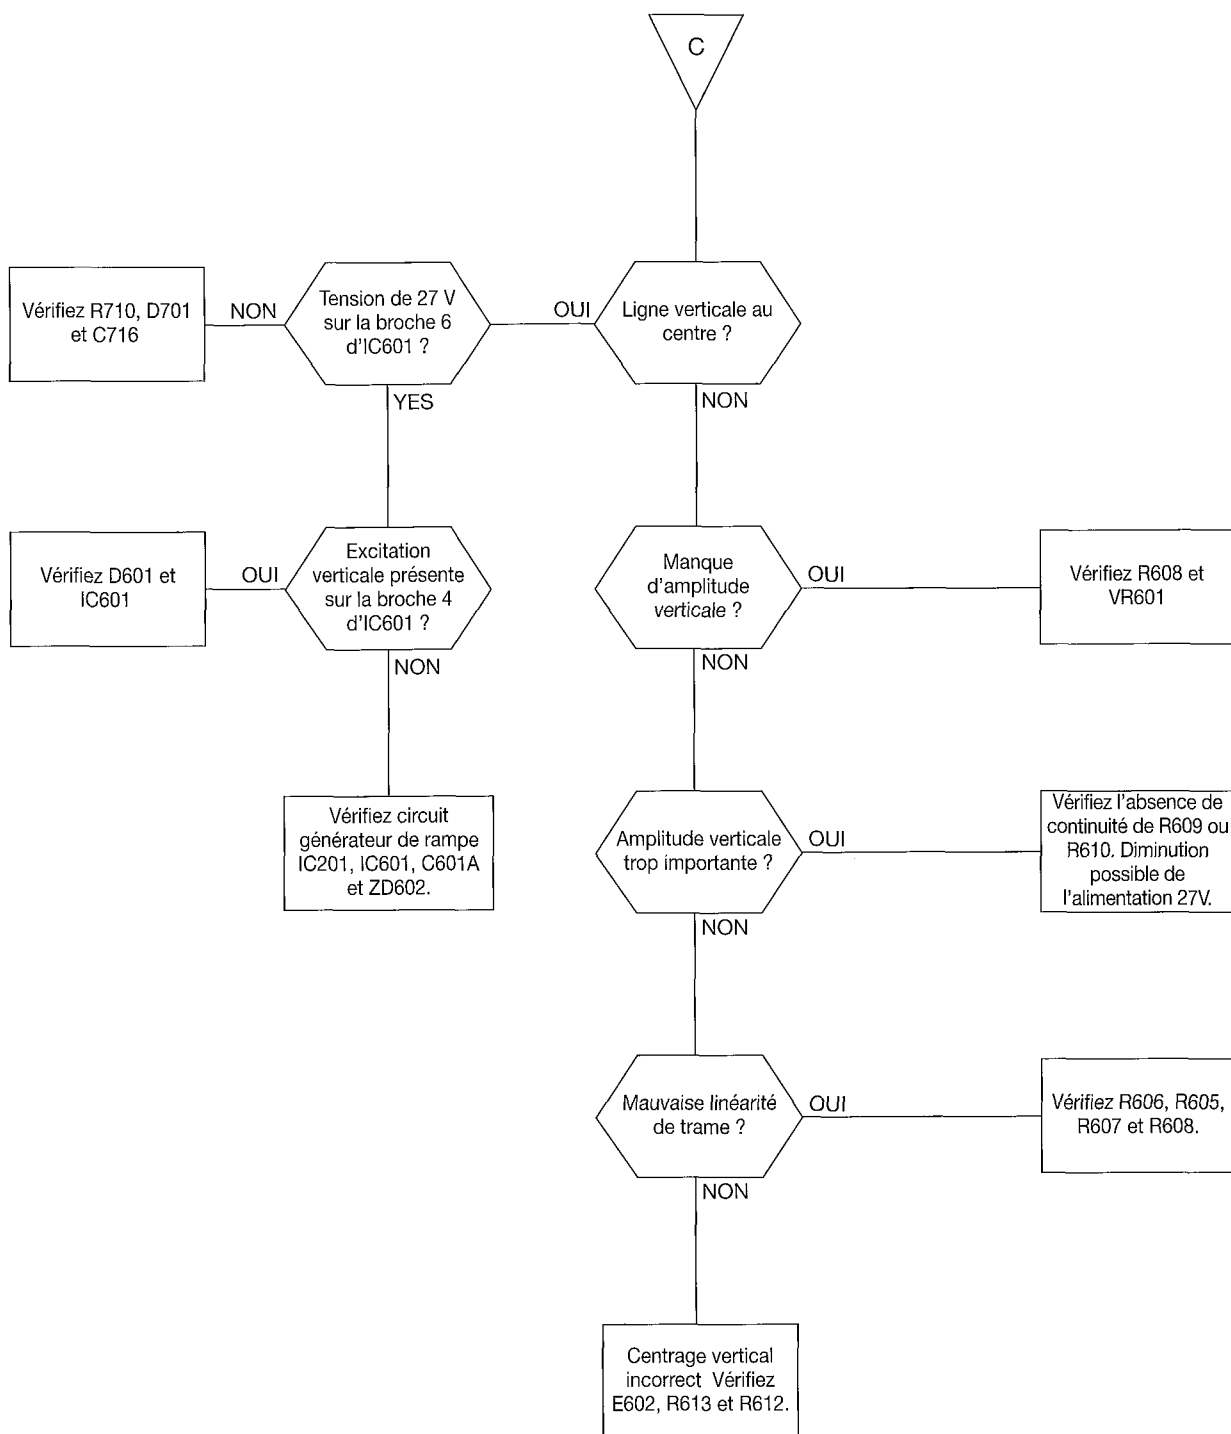 C
Vérifiez R710, D701
et C716
NON
Tension de 27 V
sur la broche 6
d'IC601 ?
OUI
Ligne verticale au
centre ?
YES
NON
Vérifiez D601 et
IC601
OUI
Excitation
verticale présente
sur la broche 4
d'IC601 ?
Manque
d'amplitude
verticale ?
OUI
Vérifiez R608 et
VR601
NON
NON
Vérifiez circuit
générateur de rampe
IC201, IC601, C601A
et ZD602.
Amplitude verticale
trop importante ?
OUI
Vérifiez l'absence de
continuité de R609 ou
R610. Diminution
possible de
l'alimentation 27V.
NON
Mauvaise linéarité
de trame ?
OUI
Vérifiez R606, R605,
R607 et R608.
NON
Centrage vertical
incorrect Vérifiez
E602, R613 et R612.